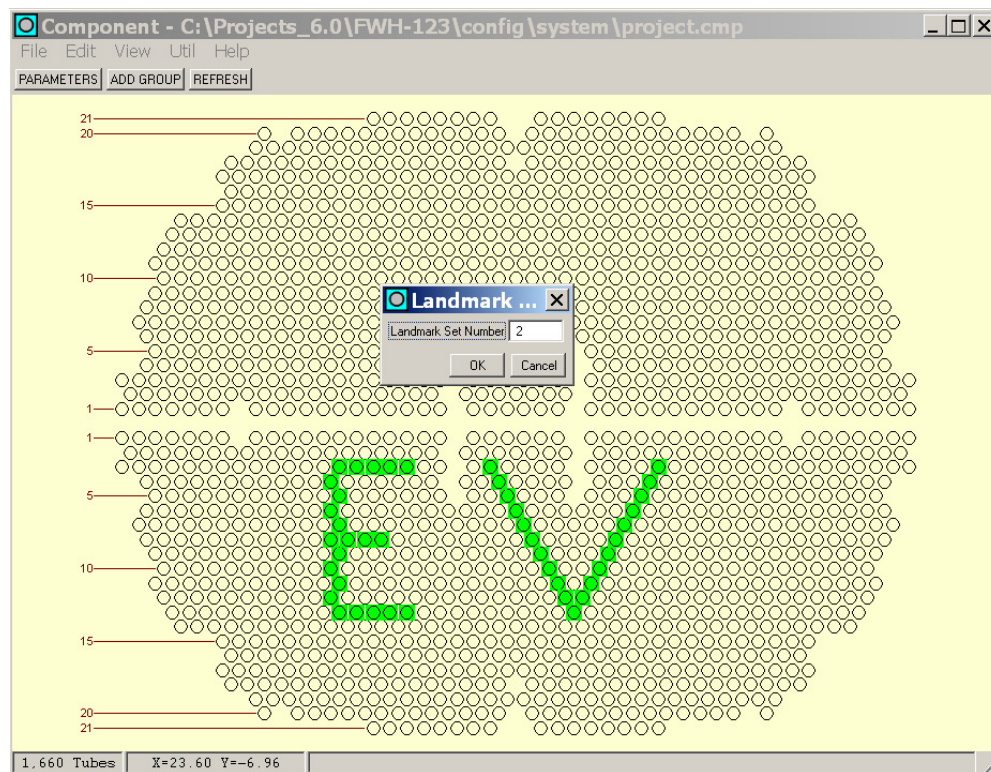 Component - C:\Projects_6.0\FWH-123\config\system\project.cmp
File Edit View Util Help
PARAMETERS ADD GROUP REFRESH
21
20
15
10
Landmark ...
Landmark Set Number 2
5
OK Cancel
1
1
EV
5
10
15
20
21
1,660 Tubes X=23.60 Y=-6.96